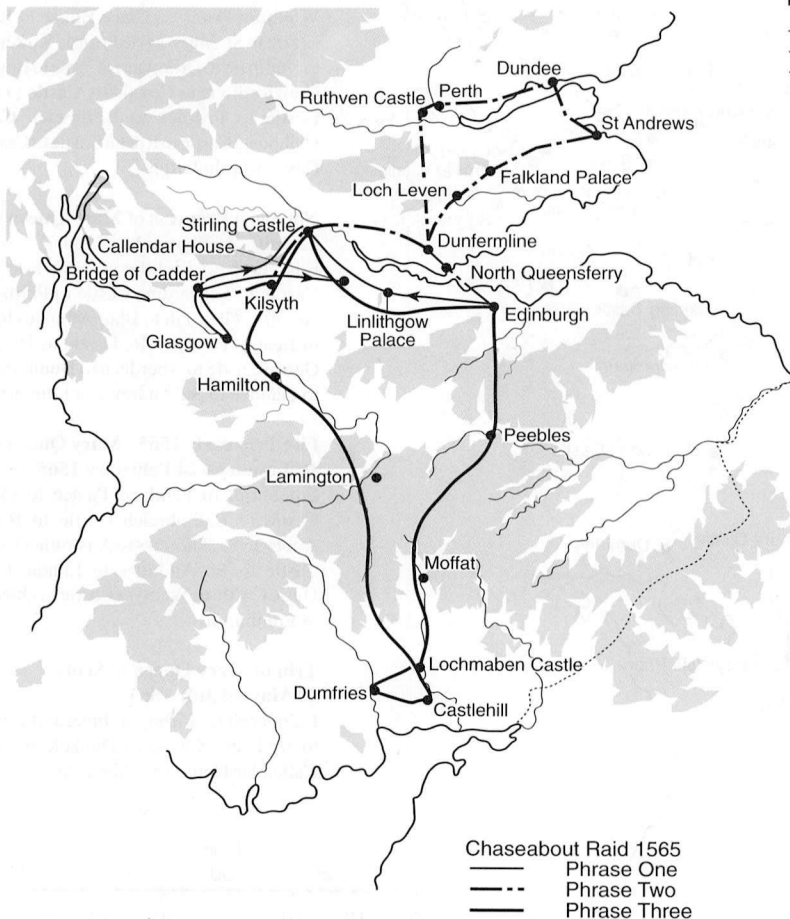 Dundee
Ruthven Castle
Perth
St Andrews
Falkland Palace
Loch Leven
Stirling Castle
Dunfermline
Callendar House
North Queensferry
Bridge of Cadder
Kilsyth
Linlithgow
Palace
Edinburgh
Glasgow
Hamilton
Peebles
Lamington
Moffat
Lochmaben Castle
Dumfries
Castlehill
Chaseabout Raid 1565
Phrase One
Phrase Two
Phrase Three